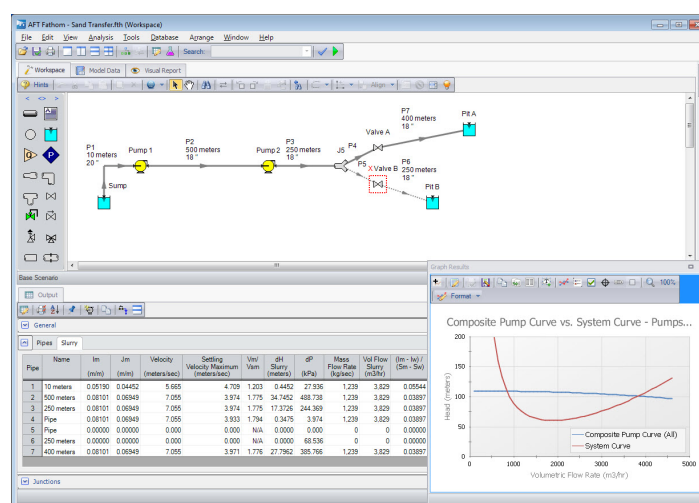 AFT Fathom - Sand Transfer.fth (Workspace)
File Edit View Analysis Tools Database Arrange Window Help
Search:
Workspace Model Data Visual Report
Hints Align
P7
400 meters
18 "
Pit A
Valve A
P1
10 meters
20 "
Pump 1
P2
500 meters
18 "
Pump 2
P3
250 meters
18 "
J5
P4
P5
X Valve B
P6
250 meters
18 "
Sump
Pit B
Base Scenario
Output
General
Pipes Slurry
Pipe Name Im (m/m) Jm (m/m) Velocity (meters/sec) Settling Velocity Maximum (meters/sec) Vm/ Vsm dH Slurry (meters) dP (kPa) Mass Flow Rate (kg/sec) Vol Flow Slurry (m3/hr) (Im - Iw) / (Sm - Sw)
1 10 meters 0.05190 0.04452 5.665 4.709 1.203 0.4452 27.936 1,239 3,829 0.05544
2 500 meters 0.08101 0.06949 7.055 3.974 1.775 34.7452 488.738 1,239 3,829 0.03897
3 250 meters 0.08101 0.06949 7.055 3.974 1.775 17.3726 244.369 1,239 3,829 0.03897
4 Pipe 0.08101 0.06949 7.055 3.933 1.794 0.3475 3.974 1,239 3,829 0.03897
5 Pipe 0.00000 0.00000 0.000 0.000 N/A 0.0000 0.000 0 0 0.00000
6 250 meters 0.00000 0.00000 0.000 0.000 N/A 0.0000 68.536 0 0 0.00000
7 400 meters 0.08101 0.06949 7.055 3.971 1.776 27.7962 385.766 1,239 3,829 0.03897
Junctions
Graph Results
100%
Format
Composite Pump Curve vs. System Curve - Pumps...
Head (meters)
200
150
100
50
0
0 1000 2000 3000 4000 5000
Volumetric Flow Rate (m3/hr)
Composite Pump Curve (All)
System Curve